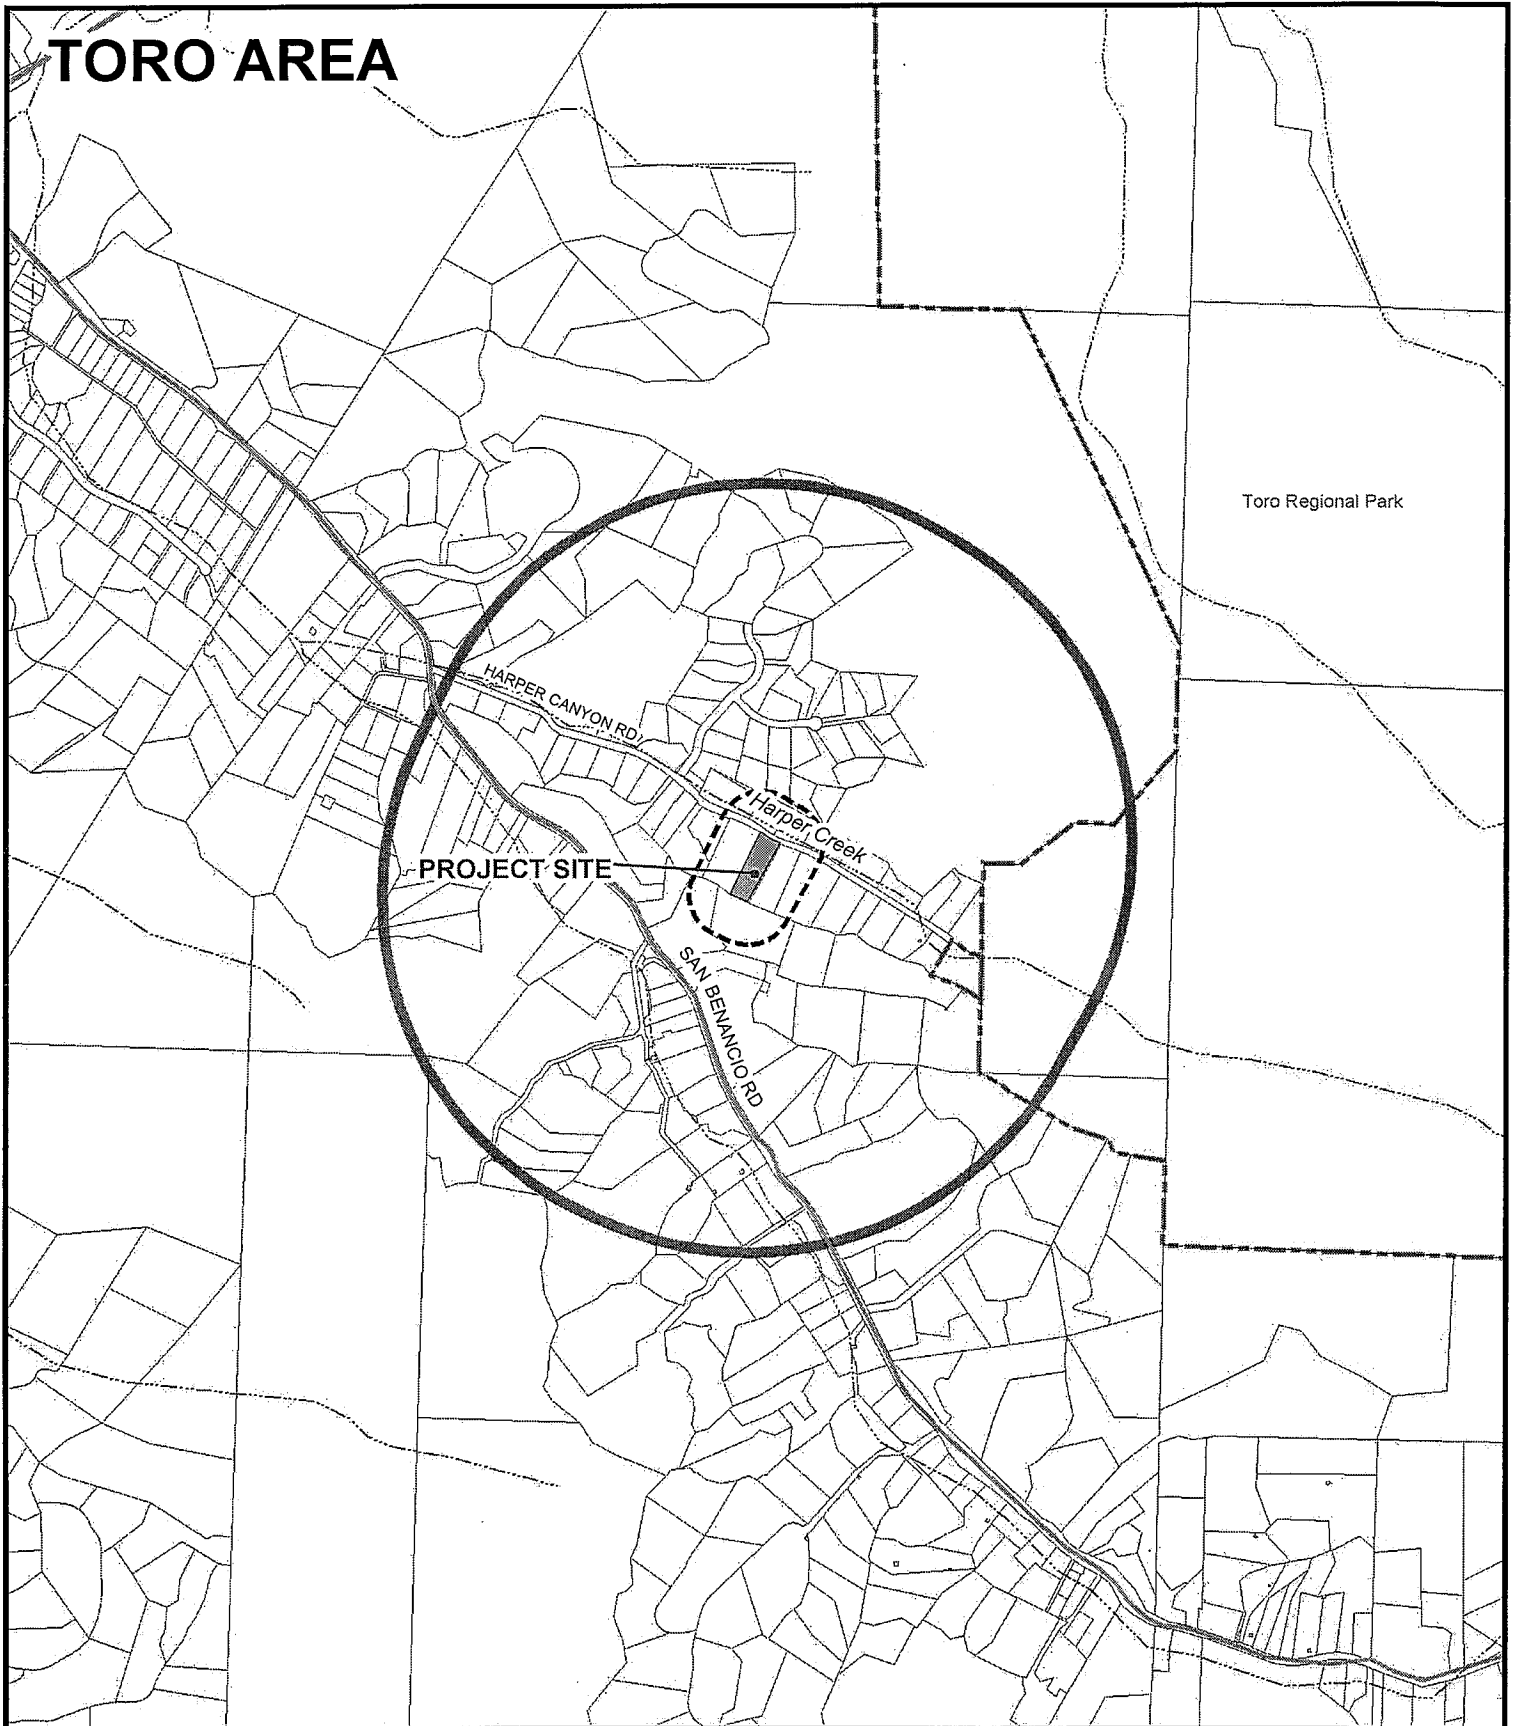 TORO AREA
Toro Regional Park
HARPER CANYON RD
Harper Creek
PROJECT SITE
SAN BENANCIO RD